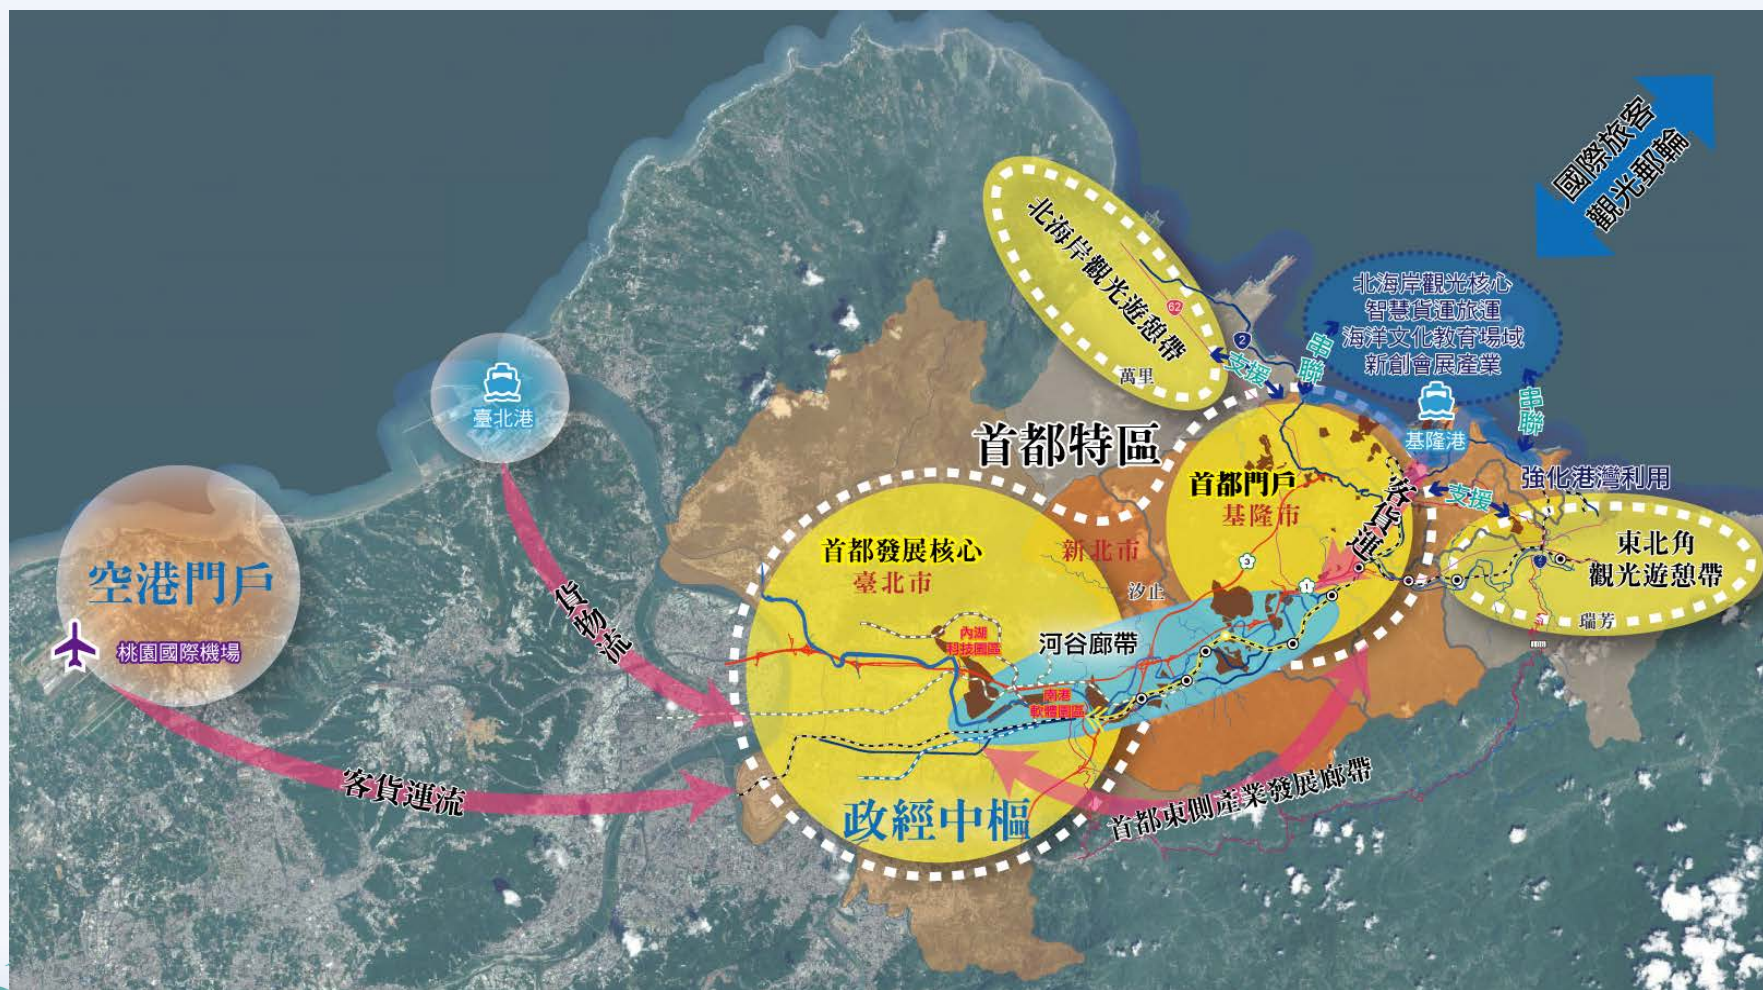 國際旅客
觀光郵輪
北海岸觀光遊憩帶
62
2
萬里
支援
串聯
北海岸觀光核心
智慧貨運旅運
海洋文化教育場域
新創會展產業
串聯
基隆港
臺北港
首都特區
首都門戶
基隆市
客貨運
支援
強化港灣利用
東北角
觀光遊憩帶
瑞芳
空港門戶
桃園國際機場
貨物流
客貨運流
首都發展核心
臺北市
新北市
汐止
3
1
內湖
科技園區
河谷廊帶
南港
軟體園區
政經中樞
首都東側產業發展廊帶